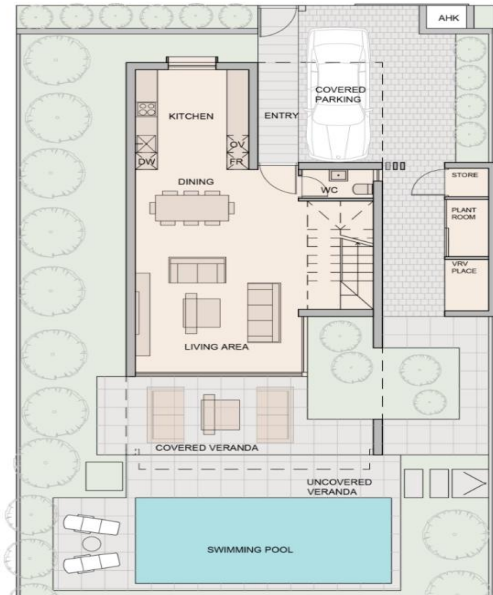 AHK
COVERED
PARKING
KITCHEN
ENTRY
OV
DW
FR
STORE
DINING
WC
PLANT
ROOM
VRV
PLACE
LIVING AREA
COVERED VERANDA
UNCOVERED
VERANDA
SWIMMING POOL